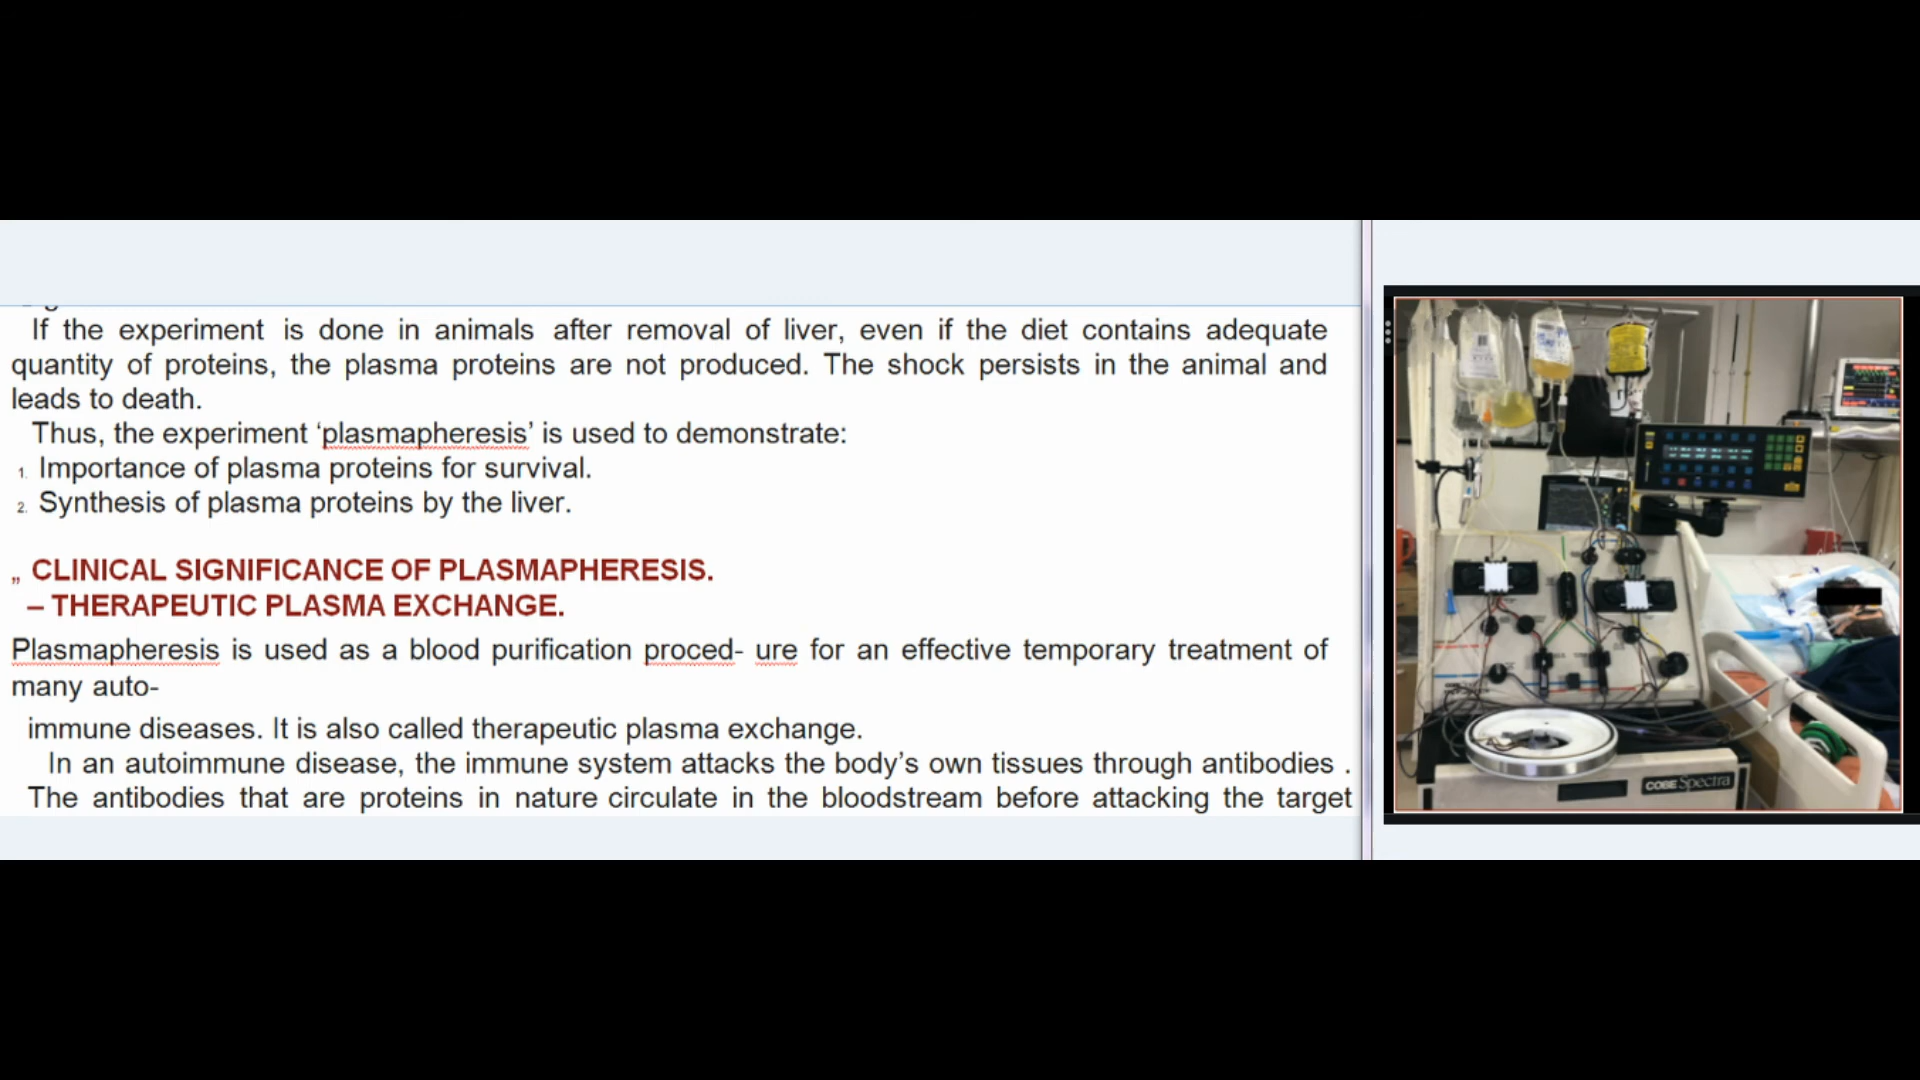 If the experiment is done in animals after removal of liver, even if the diet contains adequate
quantity of proteins, the plasma proteins are not produced. The shock persists in the animal and
leads to death.
Thus, the experiment ‘plasmapheresis’ is used to demonstrate:
1. Importance of plasma proteins for survival.
2. Synthesis of plasma proteins by the liver.
„ CLINICAL SIGNIFICANCE OF PLASMAPHERESIS.
– THERAPEUTIC PLASMA EXCHANGE.
Plasmapheresis is used as a blood purification proced- ure for an effective temporary treatment of
many auto-
immune diseases. It is also called therapeutic plasma exchange.
In an autoimmune disease, the immune system attacks the body’s own tissues through antibodies .
The antibodies that are proteins in nature circulate in the bloodstream before attacking the target
COBE Spectra